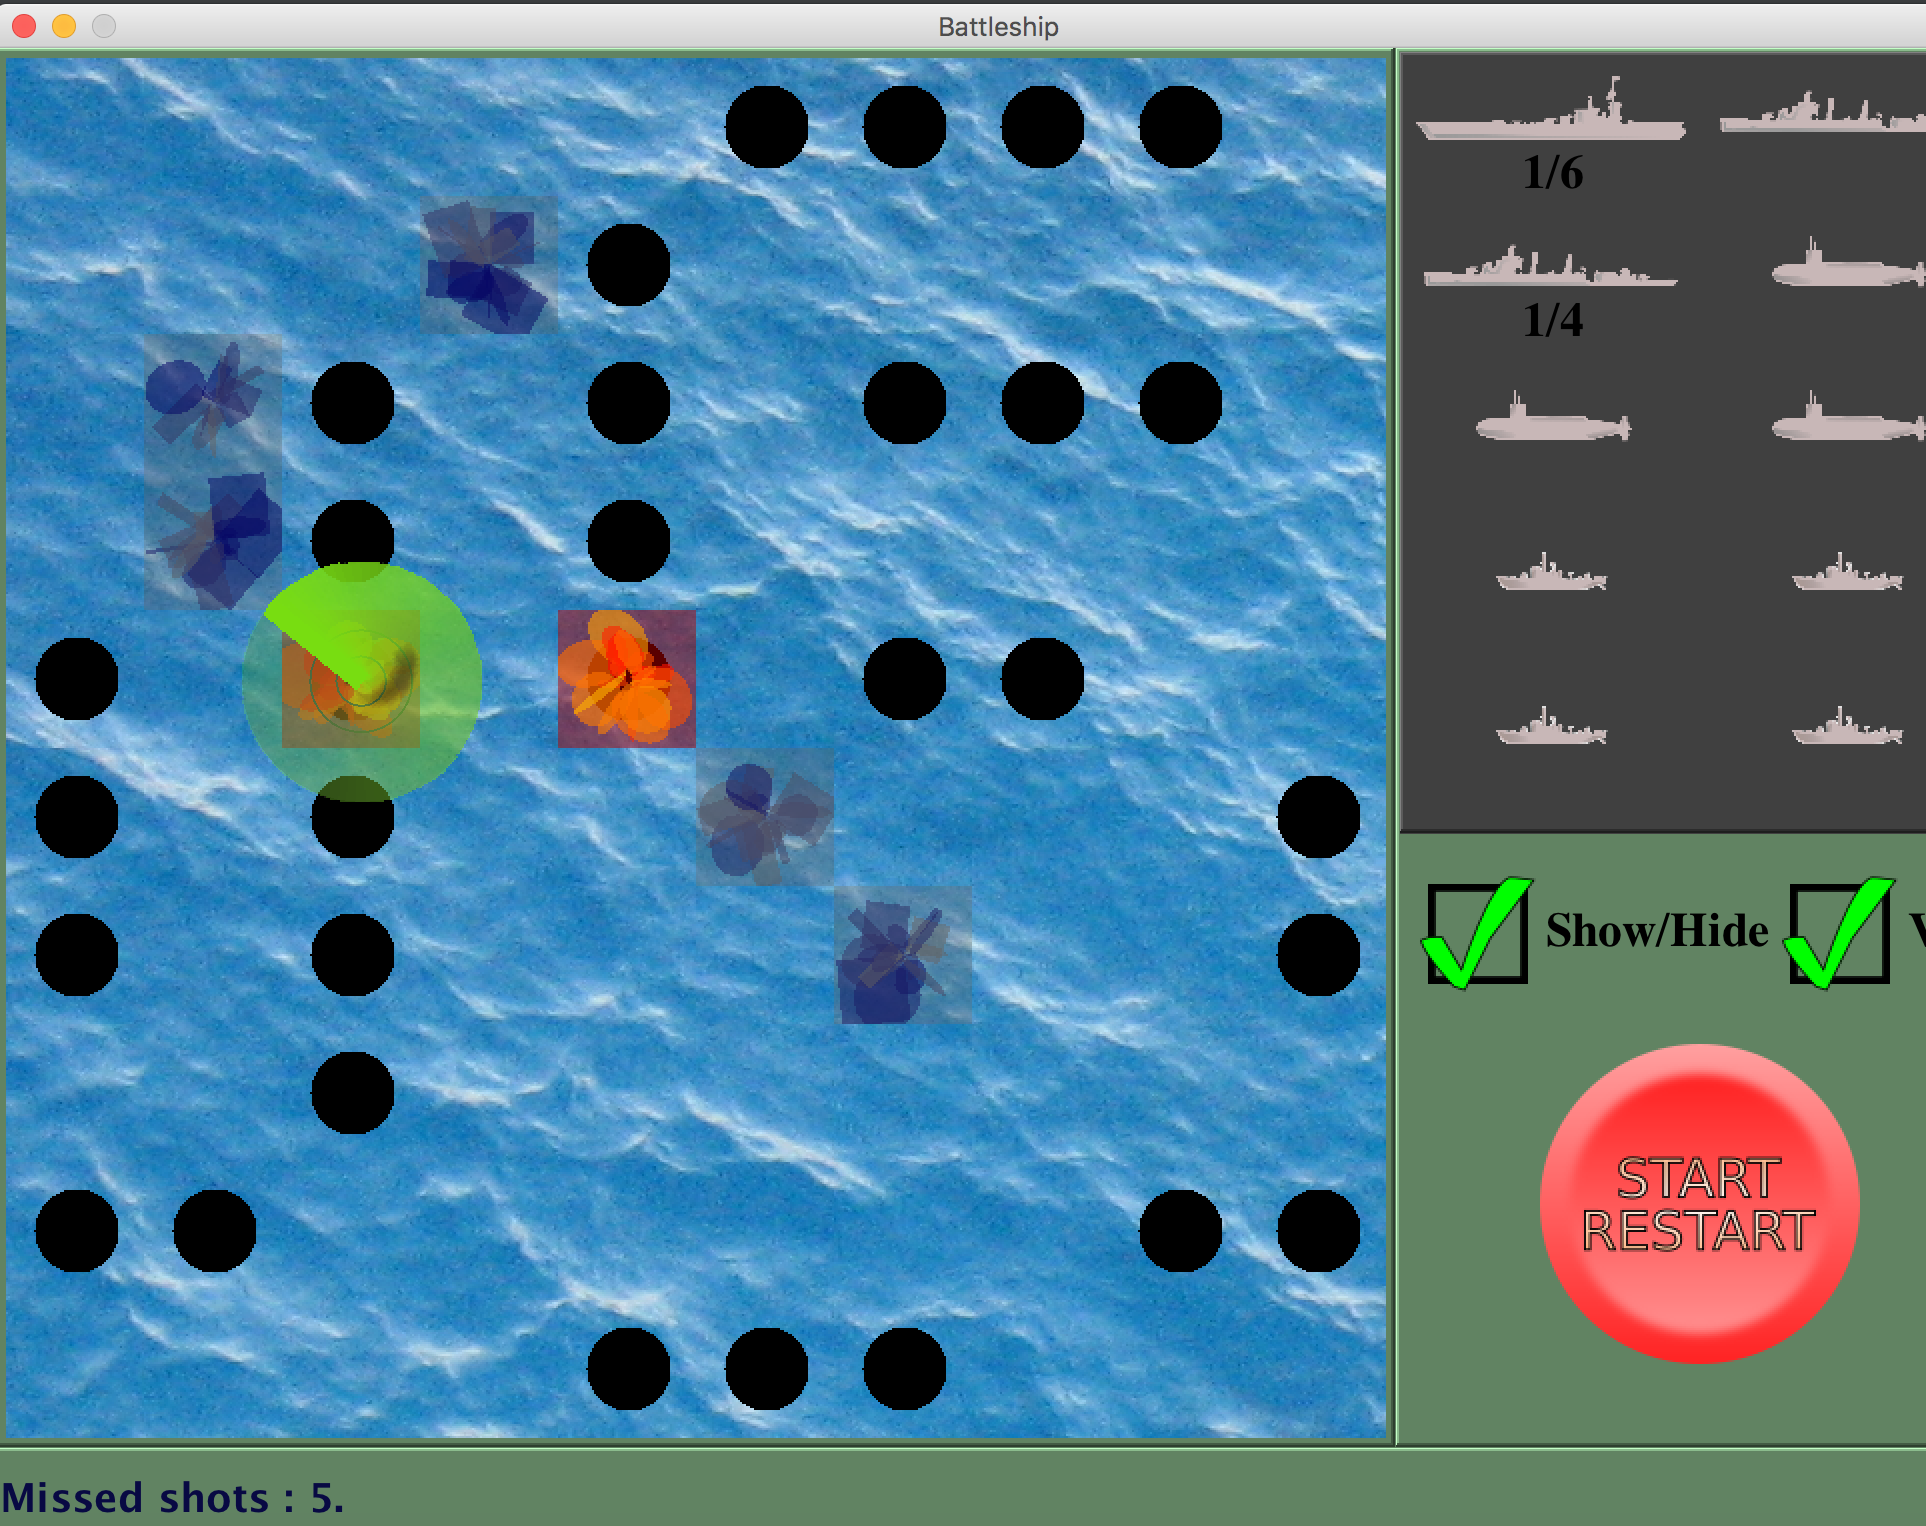 Battleship
1/6
1/4
Show/Hide
START
RESTART
Missed shots : 5.